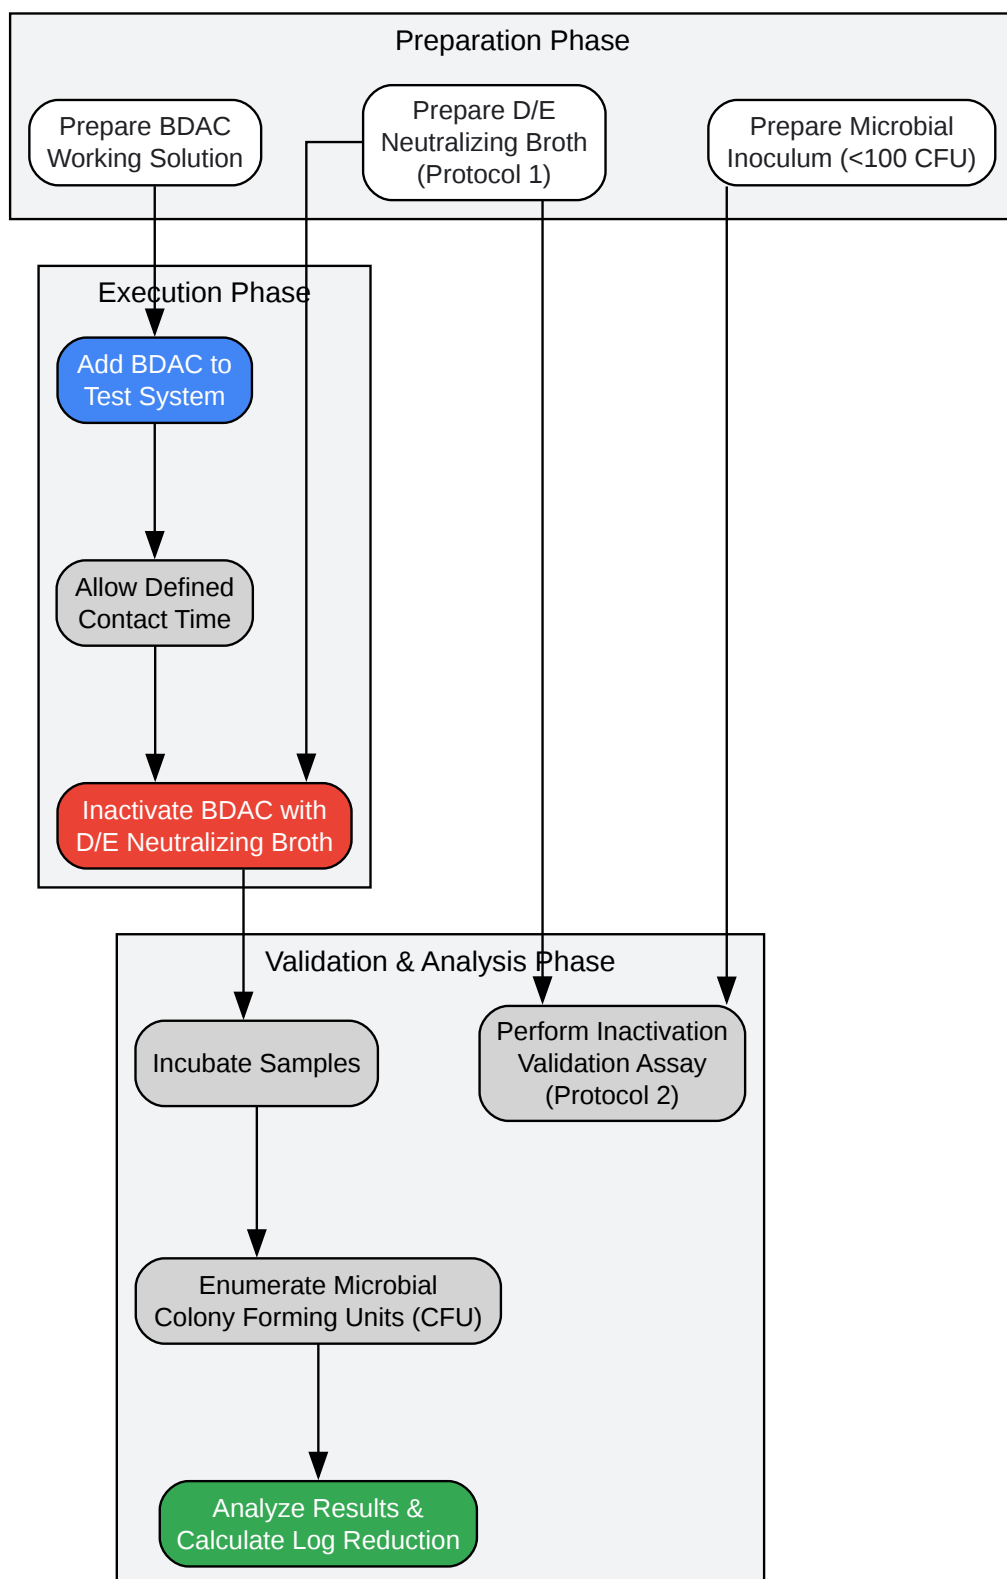 Preparation Phase
Prepare BDAC
Working Solution
Prepare D/E
Neutralizing Broth
(Protocol 1)
Prepare Microbial
Inoculum (<100 CFU)
Execution Phase
Add BDAC to
Test System
Allow Defined
Contact Time
Inactivate BDAC with
D/E Neutralizing Broth
Validation & Analysis Phase
Incubate Samples
Perform Inactivation
Validation Assay
(Protocol 2)
Enumerate Microbial
Colony Forming Units (CFU)
Analyze Results &
Calculate Log Reduction